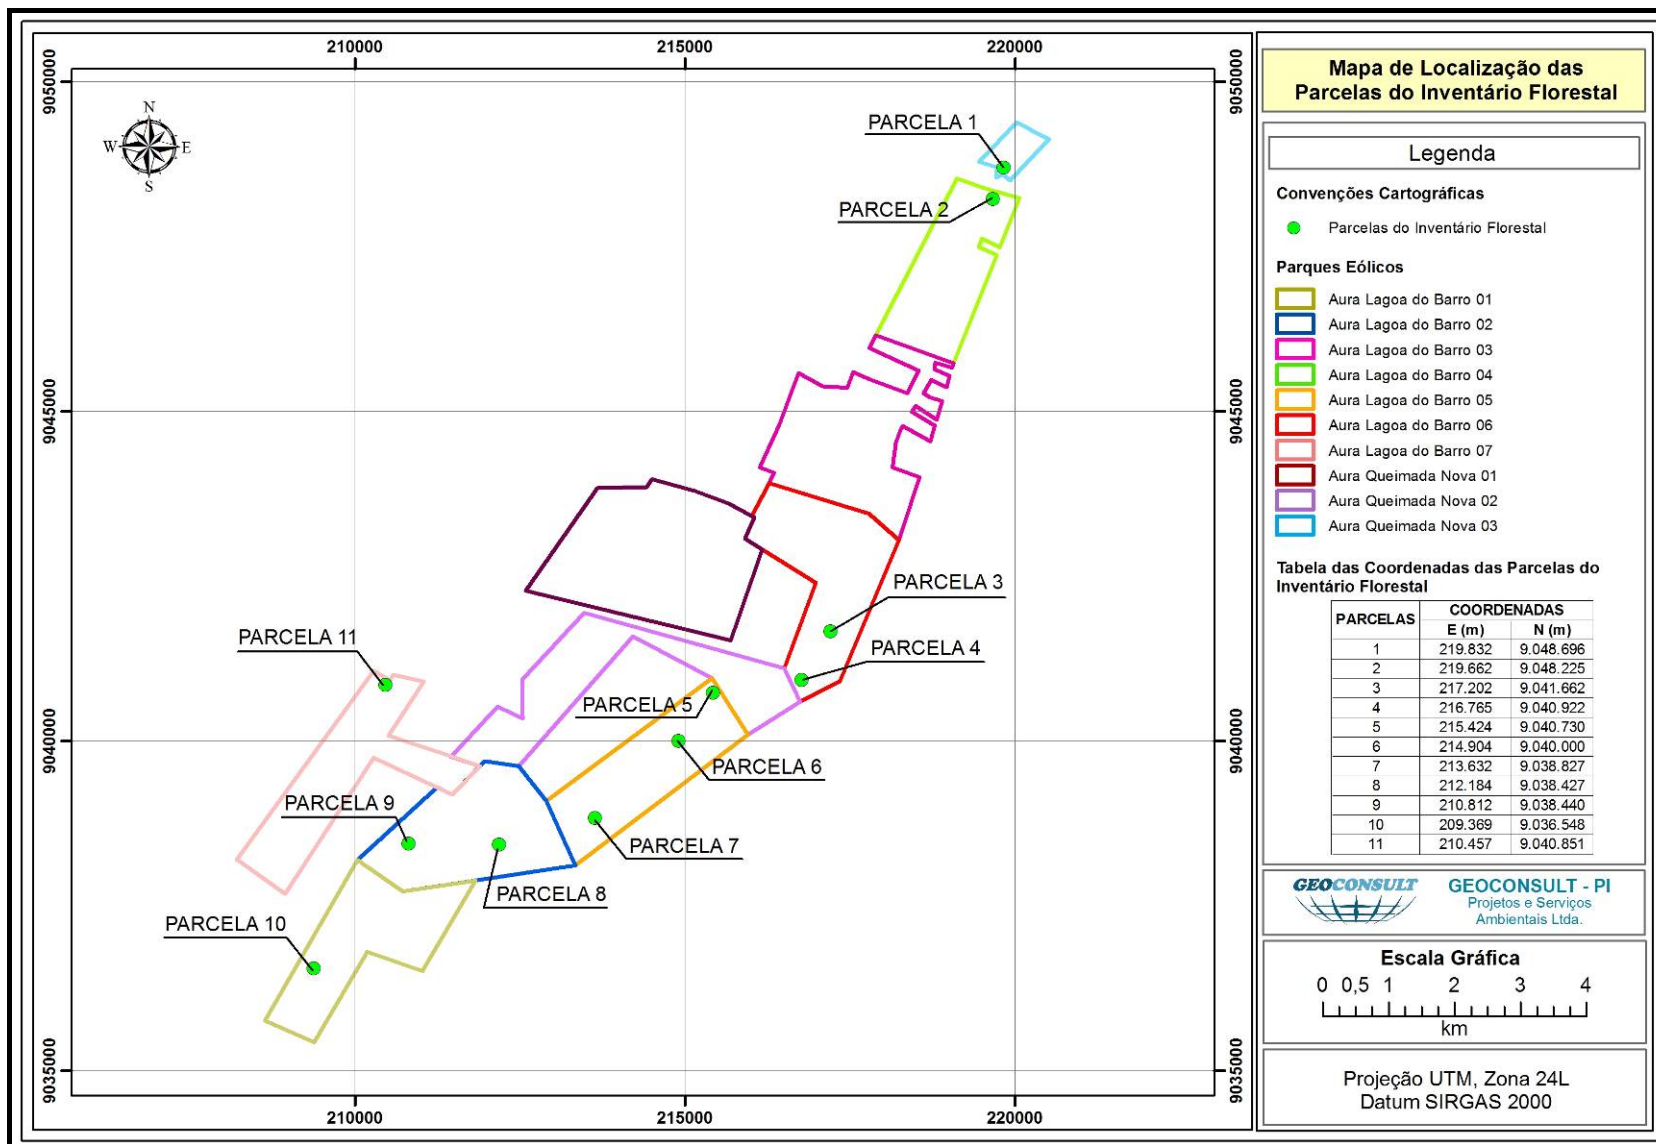 210000
215000
220000
9050000
9050000
N
W
E
S
PARCELA 1
PARCELA 2
9045000
9045000
PARCELA 3
PARCELA 11
PARCELA 4
PARCELA 5
9040000
9040000
PARCELA 6
PARCELA 9
PARCELA 7
PARCELA 8
PARCELA 10
9035000
9035000
210000
215000
220000
Mapa de Localização das
Parcelas do Inventário Florestal
Legenda
Convenções Cartográficas
Parcelas do Inventário Florestal
Parques Eólicos
Aura Lagoa do Barro 01
Aura Lagoa do Barro 02
Aura Lagoa do Barro 03
Aura Lagoa do Barro 04
Aura Lagoa do Barro 05
Aura Lagoa do Barro 06
Aura Lagoa do Barro 07
Aura Queimada Nova 01
Aura Queimada Nova 02
Aura Queimada Nova 03
Tabela das Coordenadas das Parcelas do
Inventário Florestal
PARCELAS COORDENADAS
E (m) N (m)
1 219.832 9.048.696
2 219.662 9.048.225
3 217.202 9.041.662
4 216.765 9.040.922
5 215.424 9.040.730
6 214.904 9.040.000
7 213.632 9.038.827
8 212.184 9.038.427
9 210.812 9.038.440
10 209.369 9.036.548
11 210.457 9.040.851
GEOCONSULT
GEOCONSULT - PI
Projetos e Serviços
Ambientais Ltda.
Escala Gráfica
0 0,5 1 2 3 4
km
Projeção UTM, Zona 24L
Datum SIRGAS 2000